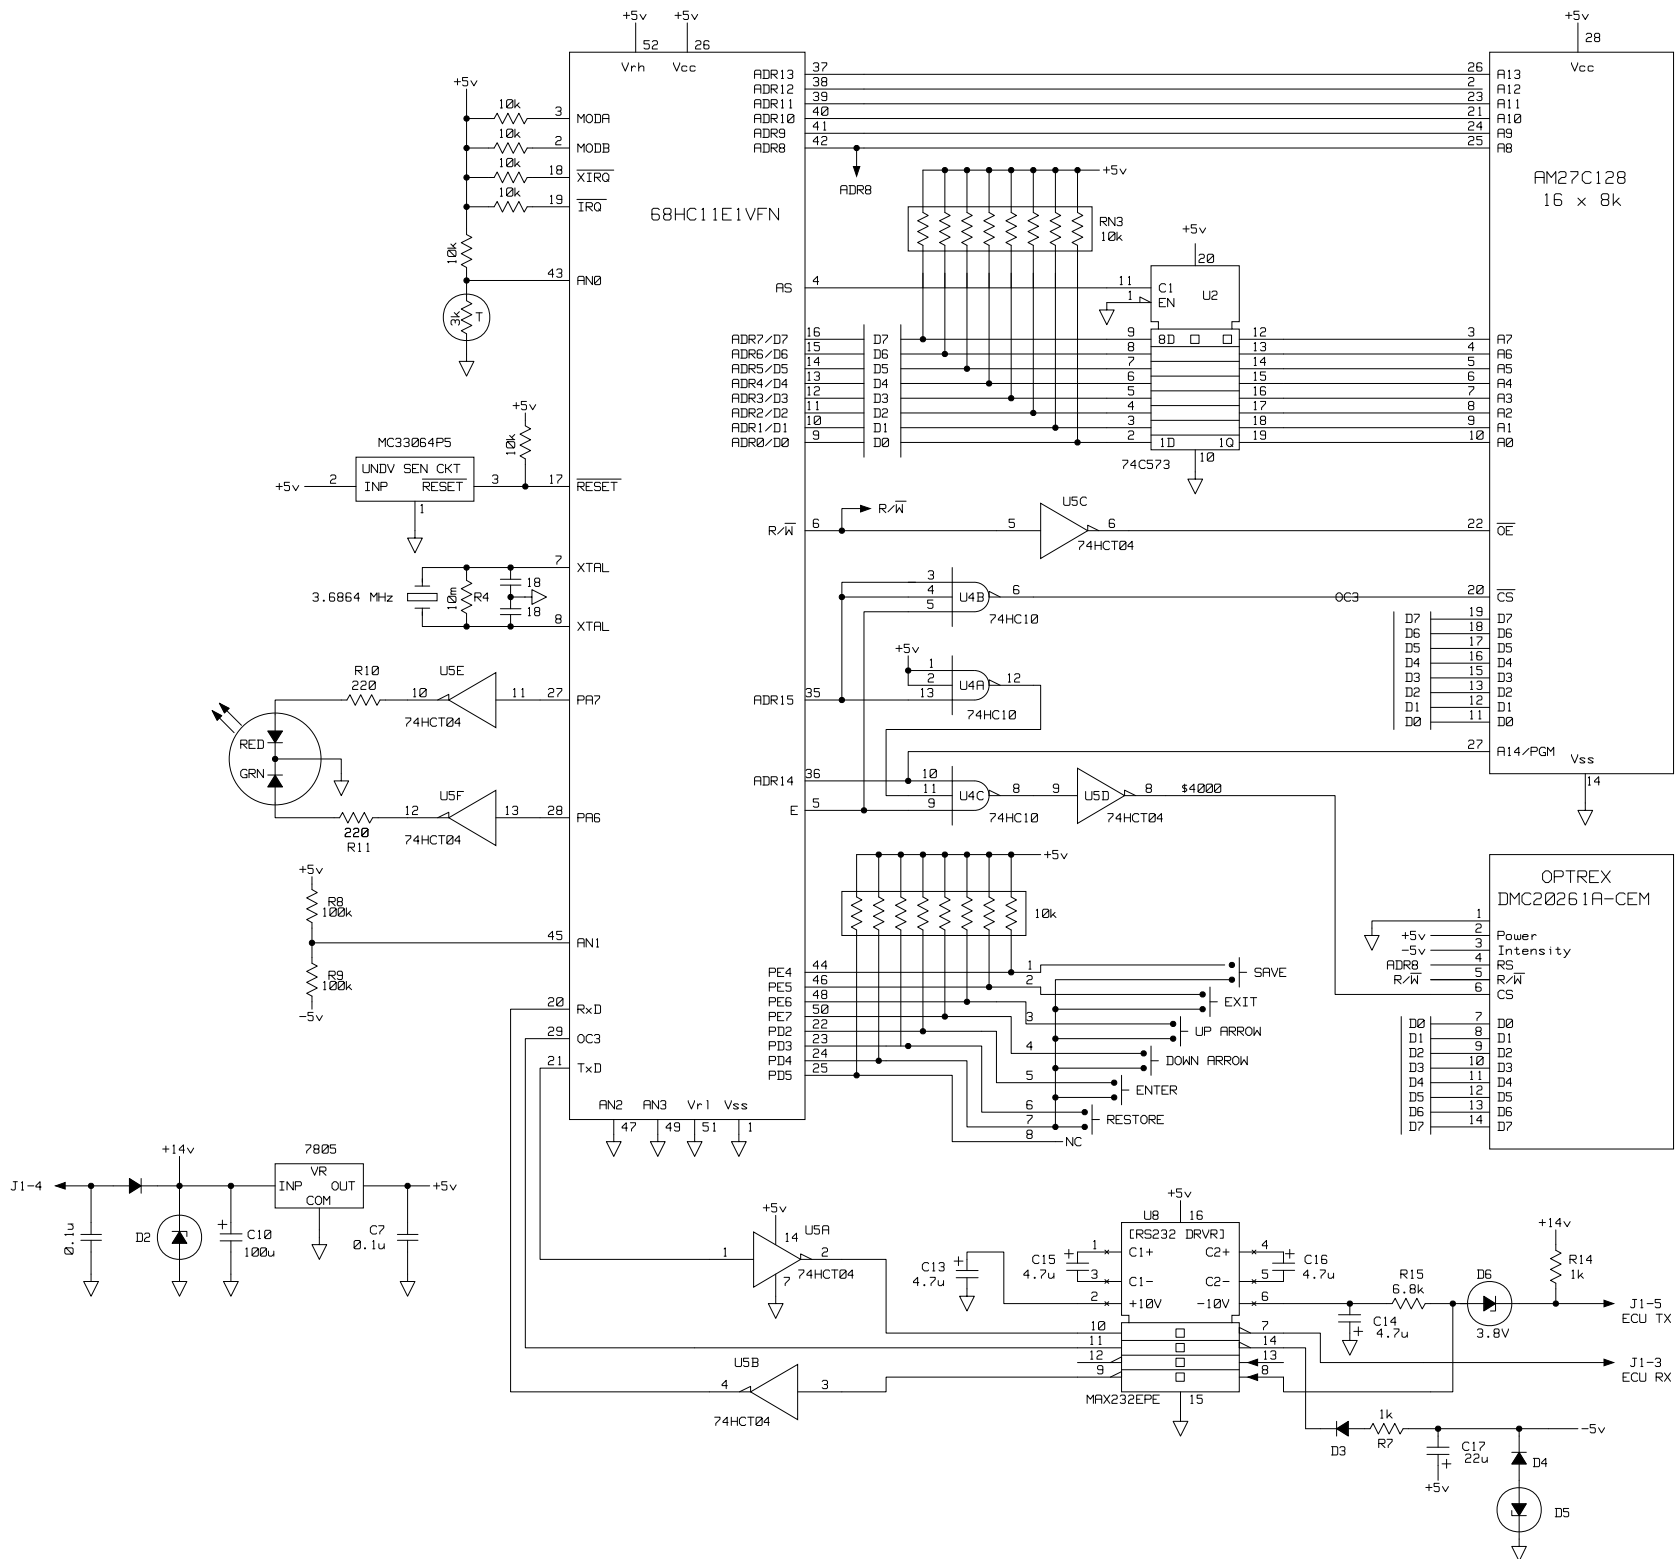 +5v
+5v
+5v
52
26
28
Vrh
Vcc
Vcc
+5v
10k
3
MODA
10k
2
MODB
10k
18
XIRQ
10k
19
IRQ
10k
43
AN0
3k
T
68HC11E1VFN
ADR13
37
26
A13
ADR12
38
2
A12
ADR11
39
23
A11
ADR10
40
21
A10
ADR9
41
24
A9
ADR8
42
25
A8
ADR8
+5v
AM27C128
16 x 8k
RN3
10k
+5v
20
AS
4
11
C1
1
EN
U2
ADR7/D7
16
D7
9
8D
12
3
A7
ADR6/D6
15
D6
8
13
4
A6
ADR5/D5
14
D5
7
14
5
A5
ADR4/D4
13
D4
6
15
6
A4
ADR3/D3
12
D3
5
16
7
A3
ADR2/D2
11
D2
4
17
8
A2
ADR1/D1
10
D1
3
18
9
A1
ADR0/D0
9
D0
2
1D
1Q
19
10
A0
74C573
10
+5v
10k
MC33064P5
UNDV SEN CKT
+5v
2
INP
RESET
3
17
RESET
1
R/W
6
R/W
5
U5C
6
74HCT04
22
OE
7
XTAL
3.6864 MHz
10m
R4
18
18
8
XTAL
3
4
5
U4B
6
74HC10
OC3
20
CS
D7
19
D7
D6
18
D6
D5
17
D5
D4
16
D4
D3
15
D3
D2
13
D2
D1
12
D1
D0
11
D0
+5v
1
2
13
U4A
12
74HC10
ADR15
35
R10
220
10
U5E
74HCT04
11
27
PA7
RED
GRN
27
A14/PGM
Vss
14
ADR14
36
10
11
9
U4C
8
74HC10
9
U5D
8
74HCT04
$4000
E
5
220
R11
12
U5F
74HCT04
13
28
PA6
+5v
R8
100k
45
AN1
R9
100k
-5v
+5v
10k
OPTREX
DMC20261A-CEM
1
+5v
2
Power
-5v
3
Intensity
ADR8
4
RS
R/W
5
R/W
6
CS
D0
7
D0
D1
8
D1
D2
9
D2
D3
10
D3
D4
11
D4
D5
12
D5
D6
13
D6
D7
14
D7
PE4
44
1
SAVE
PE5
46
2
EXIT
PE6
48
3
UP ARROW
PE7
50
4
DOWN ARROW
PD2
22
5
ENTER
PD3
23
6
RESTORE
PD4
24
7
PD5
25
8
NC
20
RxD
29
OC3
21
TxD
AN2
AN3
Vrl
Vss
47
49
51
1
J1-4
0.1u
+14v
D2
C10
+
100u
7805
VR
INP
OUT
COM
C7
0.1u
+5v
+5v
U5A
14
1
2
7
74HCT04
C13
4.7u
+
+5v
U8
16
[RS232 DRVR]
C15
4.7u
+
1
C1+
C2+
4
+
C16
4.7u
3
C1-
C2-
5
2
+10V
-10V
6
10
7
11
14
12
13
9
8
MAX232EPE
15
C14
4.7u
+
R15
6.8k
D6
3.8V
+14v
R14
1k
J1-5
ECU TX
J1-3
ECU RX
U5B
4
3
74HCT04
D3
1k
R7
C17
22u
+
+5v
-5v
D4
D5